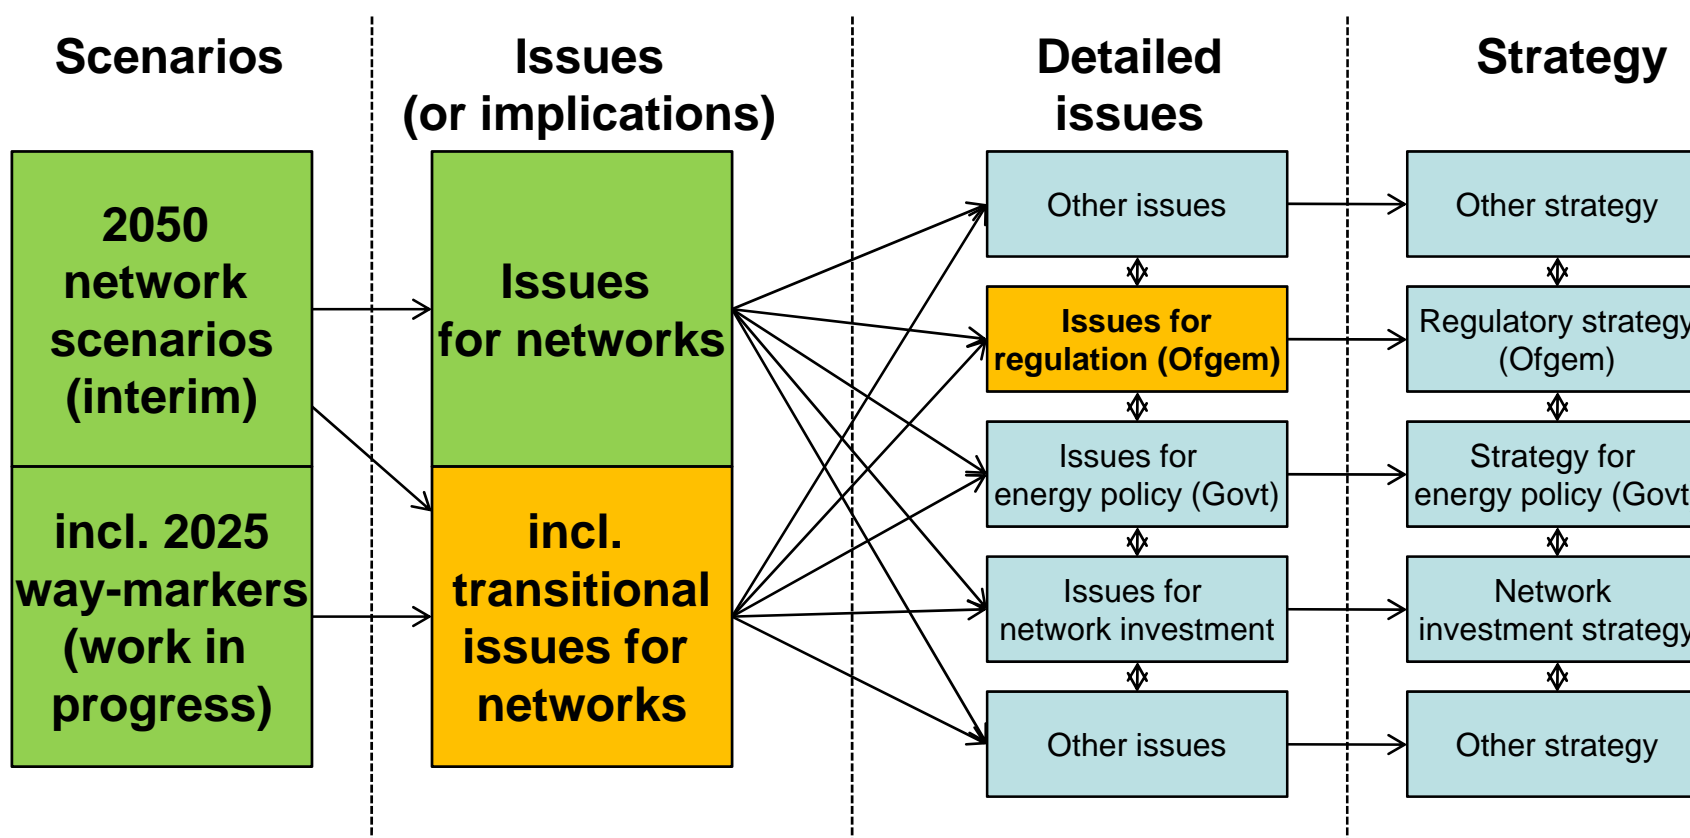 Scenarios
Issues
(or implications)
Detailed
issues
Strategy
2050
network
scenarios
(interim)
incl. 2025
way-markers
(work in
progress)
Issues
for networks
incl.
transitional
issues for
networks
Other issues
Issues for
regulation (Ofgem)
Issues for
energy policy (Govt)
Issues for
network investment
Other issues
Other strategy
Regulatory strategy
(Ofgem)
Strategy for
energy policy (Govt
Network
investment strategy
Other strategy